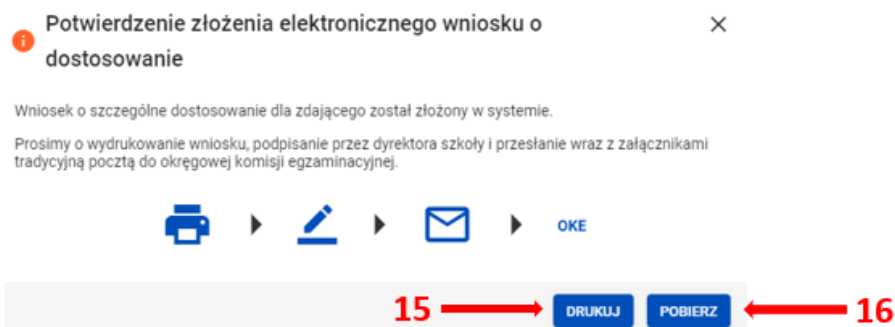 Potwierdzenie złożenia elektronicznego wniosku o
dostosowanie
Wniosek o szczególne dostosowanie dla zdającego został złożony w systemie.
Prosimy o wydrukowanie wniosku, podpisanie przez dyrektora szkoły i przesłanie wraz z załącznikami
tradycyjną pocztą do okręgowej komisji egzaminacyjnej.
OKE
15 DRUKUJ POBIERZ 16